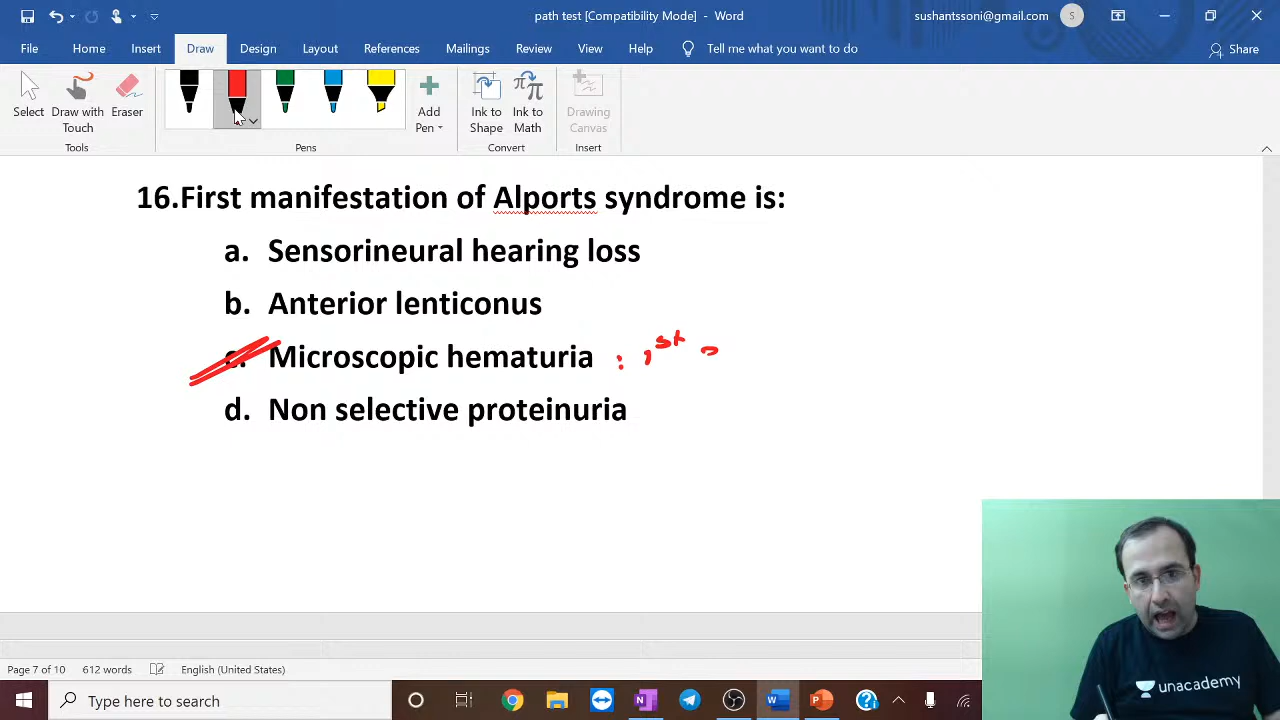 path test [Compatibility Mode] - Word
sushantssoni@gmail.com
S
File
Home
Insert
Draw
Design
Layout
References
Mailings
Review
View
Help
Tell me what you want to do
Share
Select
Draw with Touch
Eraser
Add Pen
Ink to Shape
Ink to Math
Drawing Canvas
Tools
Pens
Convert
Insert
16.First manifestation of Alports syndrome is:
a. Sensorineural hearing loss
b. Anterior lenticonus
c. Microscopic hematuria : 1st
d. Non selective proteinuria
unacademy
Page 7 of 10
612 words
English (United States)
Type here to search